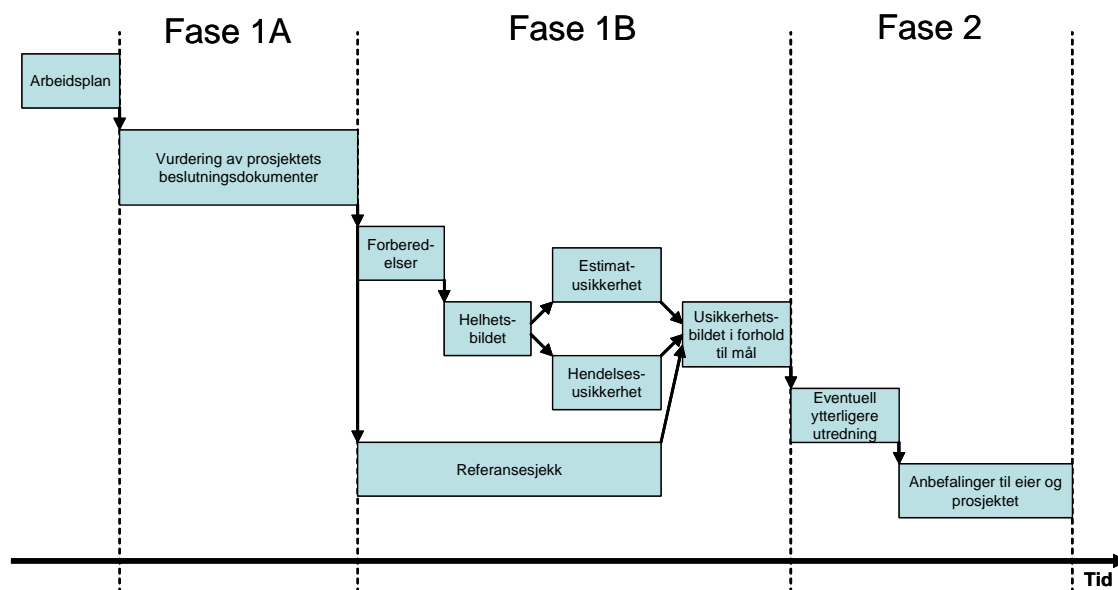 Fase 1A
Fase 1B
Fase 2
Arbeidsplan
Vurdering av prosjektets
beslutningsdokumenter
Forbered-
elser
Helhets-
bildet
Estimat-
usikkerhet
Hendelses-
usikkerhet
Usikkerhets-
bildet i forhold
til mål
Referansesjekk
Eventuell
ytterligere
utredning
Anbefalinger til eier og
prosjektet
Tid